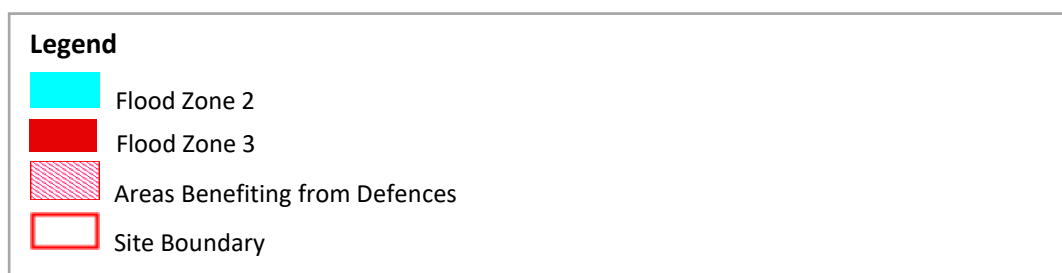 Legend
Flood Zone 2
Flood Zone 3
Areas Benefiting from Defences
Site Boundary